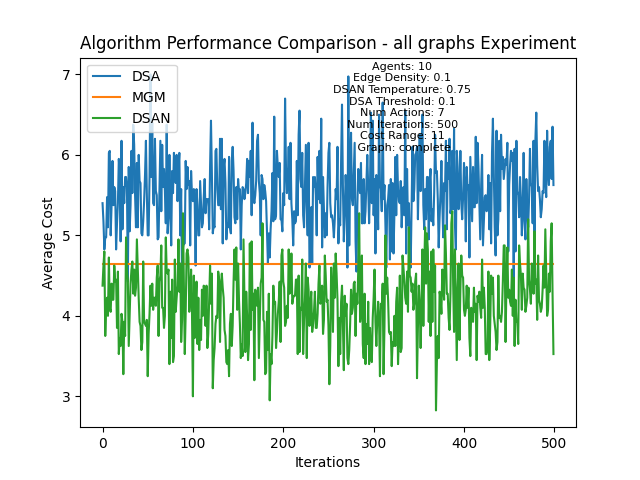 Algorithm Performance Comparison - all graphs Experiment
DSA
MGM
DSAN
Agents: 10
Edge Density: 0.1
DSAN Temperature: 0.75
DSA Threshold: 0.1
Num Actions: 7
Num Iterations: 500
Cost Range: 11
Graph: complete
Average Cost
7
6
5
4
3
0
100
200
300
400
500
Iterations